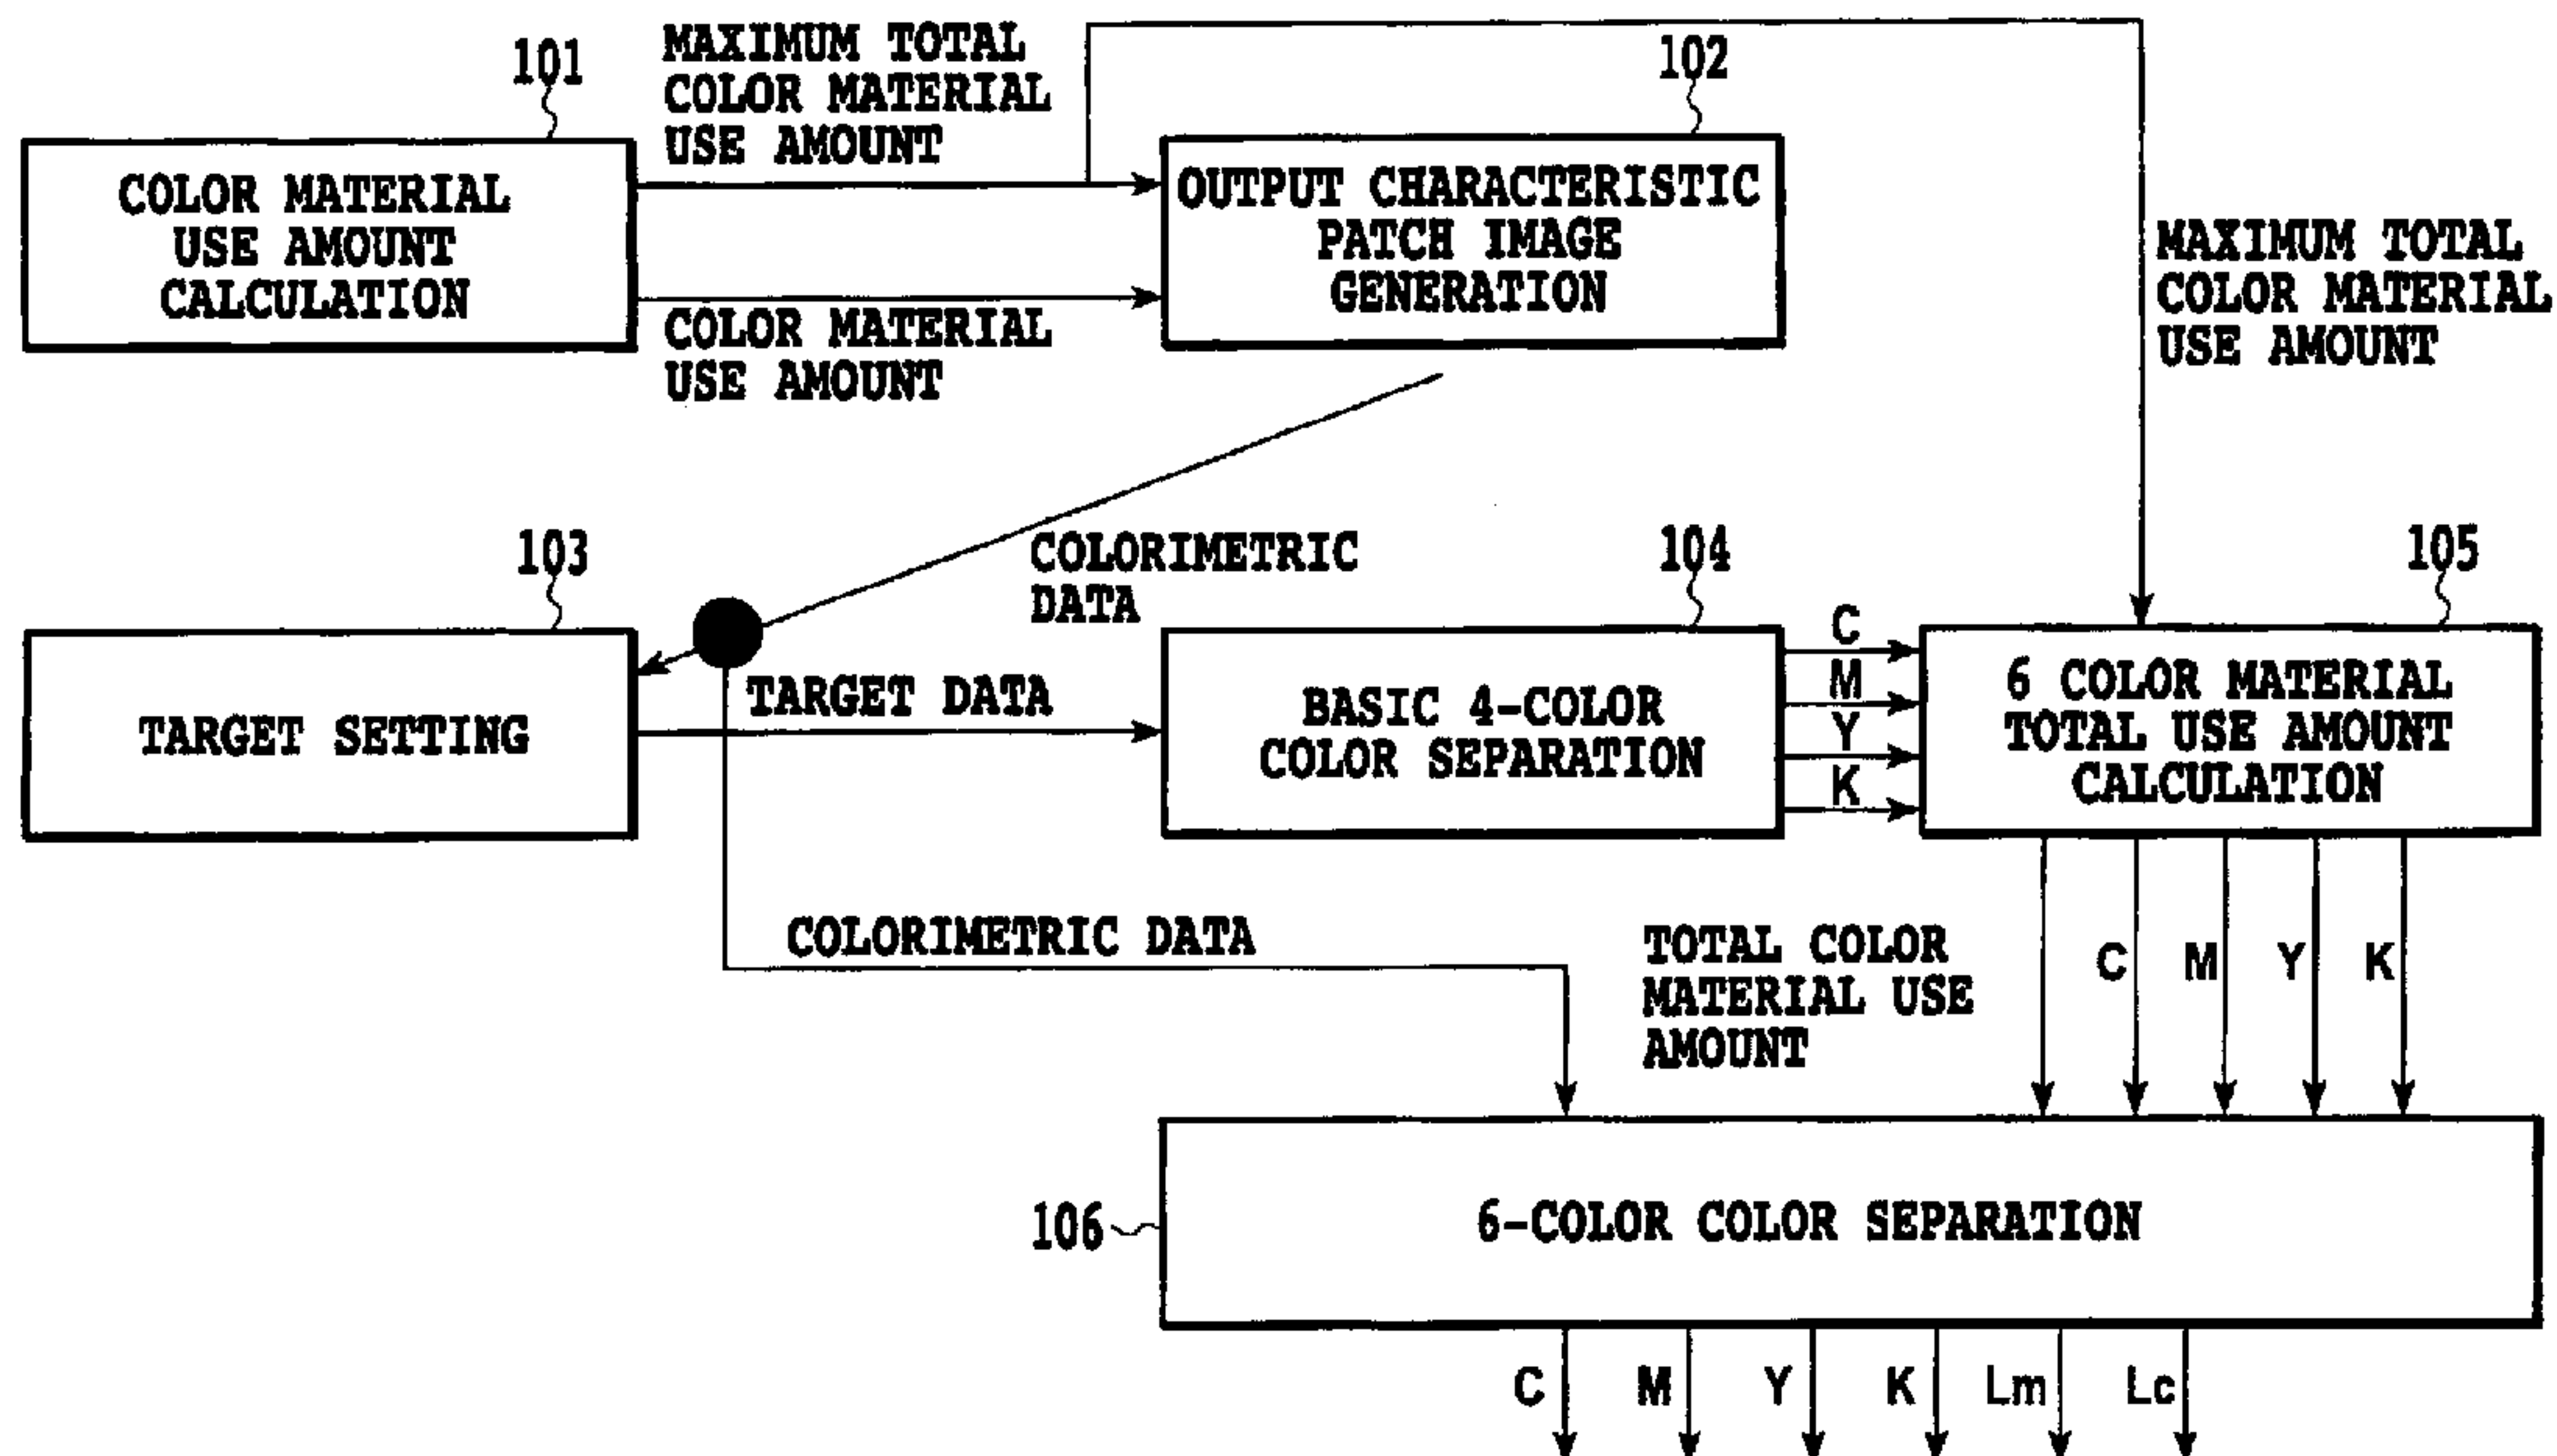 101
MAXIMUM TOTAL
COLOR MATERIAL
USE AMOUNT
102
COLOR MATERIAL
USE AMOUNT
CALCULATION
OUTPUT CHARACTERISTIC
PATCH IMAGE
GENERATION
MAXIMUM TOTAL
COLOR MATERIAL
USE AMOUNT
COLOR MATERIAL
USE AMOUNT
103
COLORIMETRIC
DATA
104
105
TARGET SETTING
TARGET DATA
BASIC 4-COLOR
COLOR SEPARATION
C
M
Y
K
6 COLOR MATERIAL
TOTAL USE AMOUNT
CALCULATION
COLORIMETRIC DATA
TOTAL COLOR
MATERIAL USE
AMOUNT
C M Y K
106
6-COLOR COLOR SEPARATION
C M Y K Lm Lc